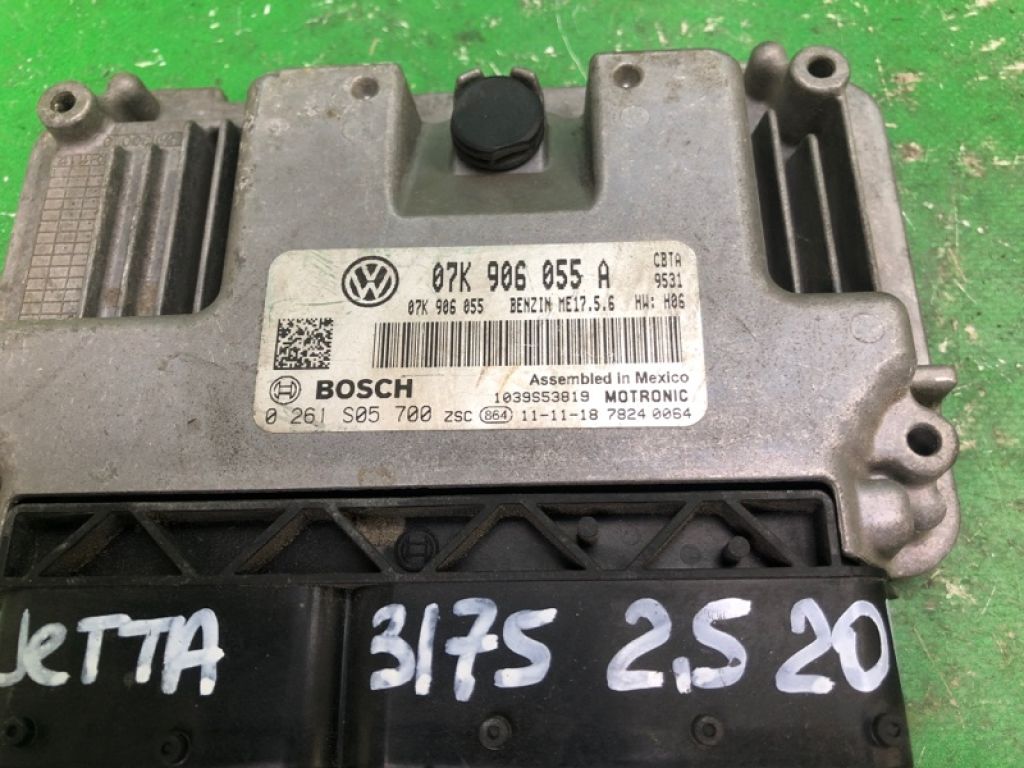 07K 906 055 A CBTA
9531
07K 906 055 BENZIN ME17.5.6 HW: H06
Assembled in Mexico
BOSCH 1039S53819 MOTRONIC
0 261 S05 700 ZSC 864 11-11-18 7824 0064
JeTTA 3175 2,5 20